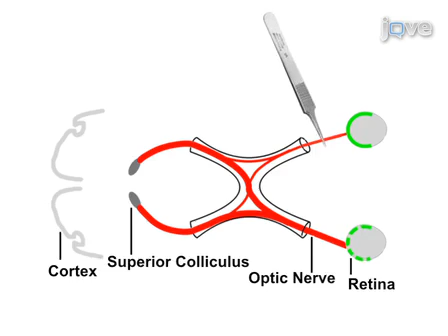 jove
Superior Colliculus
Cortex
Optic Nerve
Retina